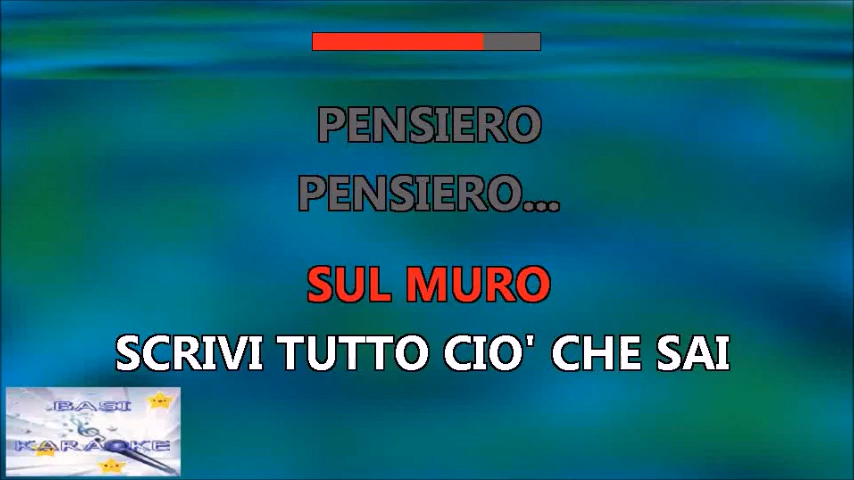 PENSIERO
PENSIERO...
SUL MURO
SCRIVI TUTTO CIO' CHE SAI
BASI
KARAOKE